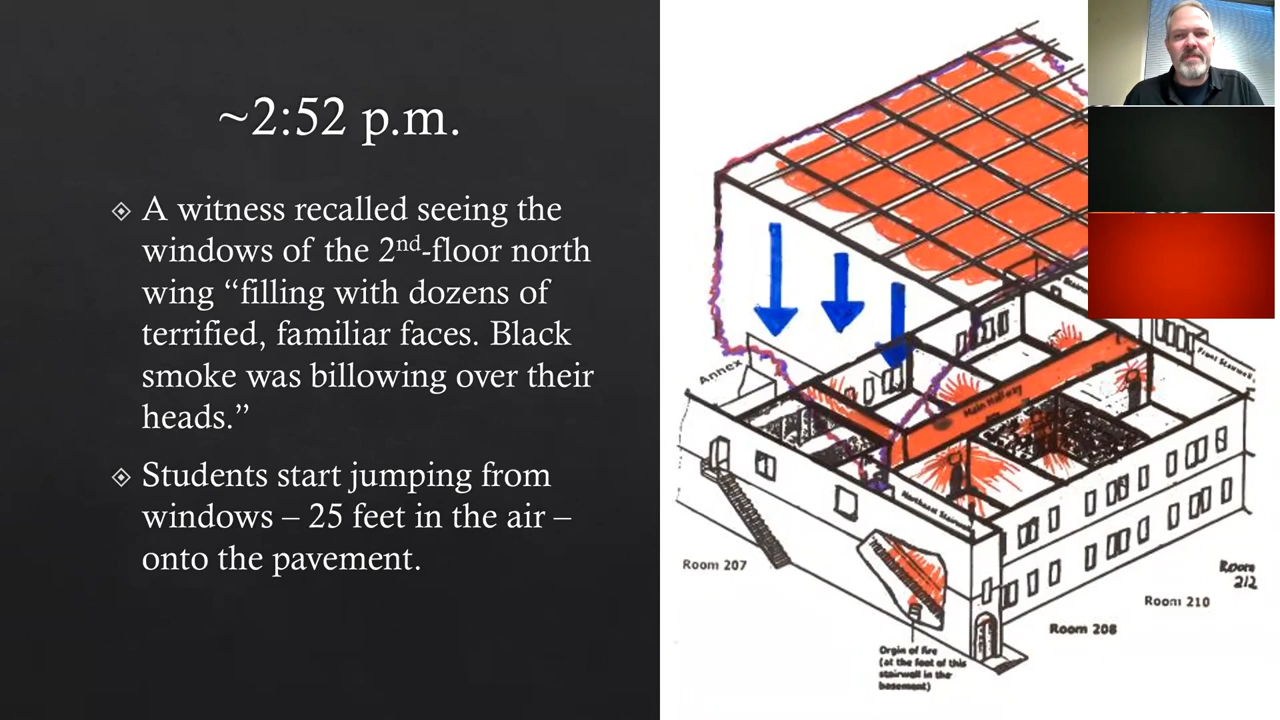 ~2:52 p.m.
A witness recalled seeing the
windows of the 2nd-floor north
wing “filling with dozens of
terrified, familiar faces. Black
smoke was billowing over their
heads.”
Students start jumping from
windows – 25 feet in the air –
onto the pavement.
Annex
Main Hallway
Front Stairwell
Northeast Stairwell
Room 207
Room 212
Room 210
Room 208
Orgin of fire
(at the foot of this
stairwell in the
basement)